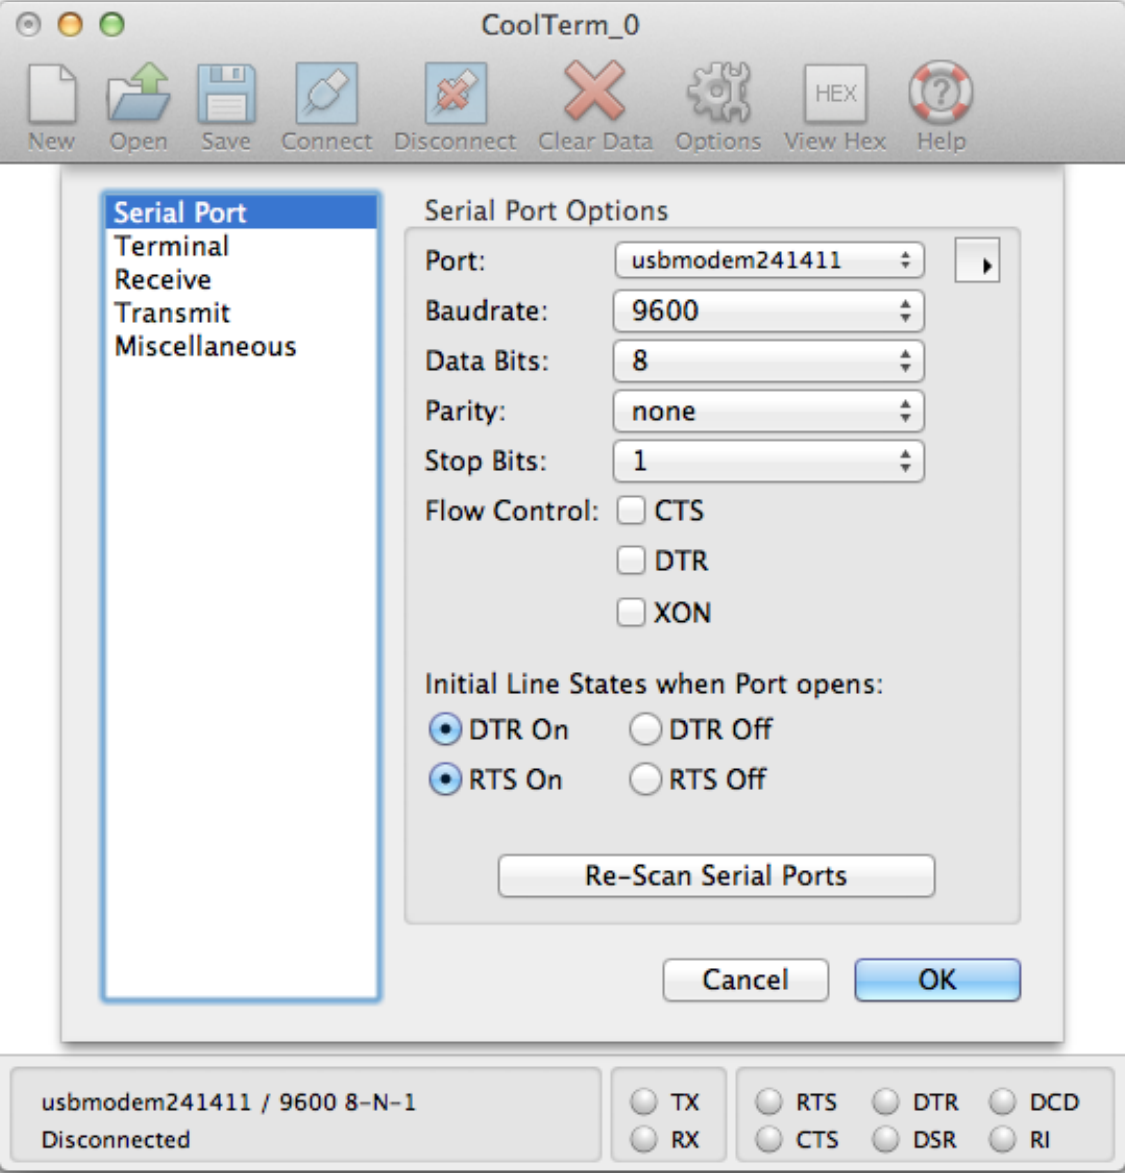 CoolTerm_0
New Open Save Connect Disconnect Clear Data Options HEX View Hex ? Help
Serial Port
Terminal
Receive
Transmit
Miscellaneous
Serial Port Options
Port: usbmodem241411
Baudrate: 9600
Data Bits: 8
Parity: none
Stop Bits: 1
Flow Control: CTS
DTR
XON
Initial Line States when Port opens:
DTR On DTR Off
RTS On RTS Off
Re-Scan Serial Ports
Cancel OK
usbmodem241411 / 9600 8-N-1
Disconnected
TX
RX
RTS DTR DCD
CTS DSR RI